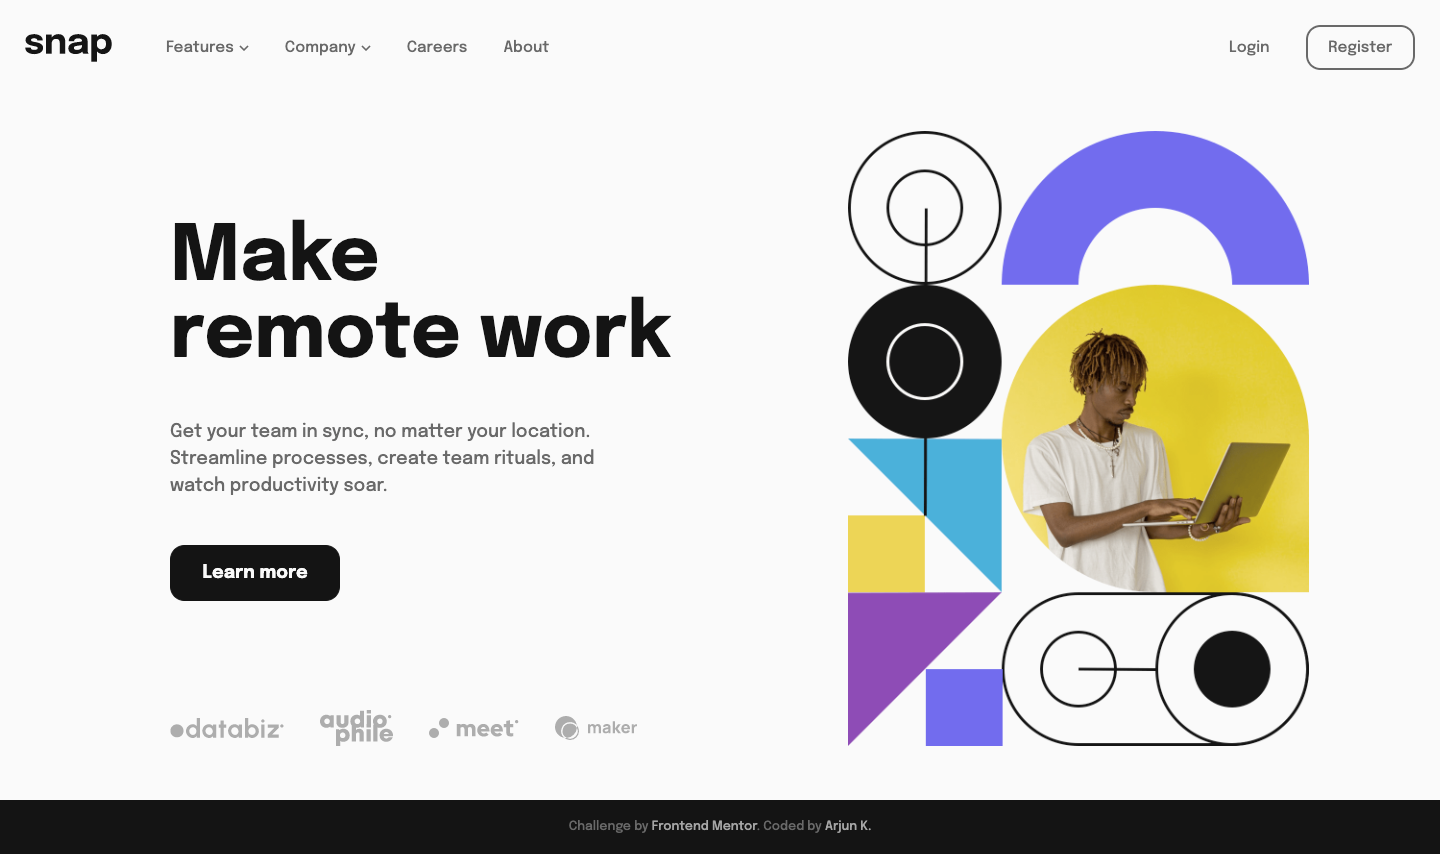 snap
Features
Company
Careers
About
Login
Register
Make
remote work
Get your team in sync, no matter your location.
Streamline processes, create team rituals, and
watch productivity soar.
Learn more
databiz
audio
phile
meet
maker
Challenge by Frontend Mentor. Coded by Arjun K.